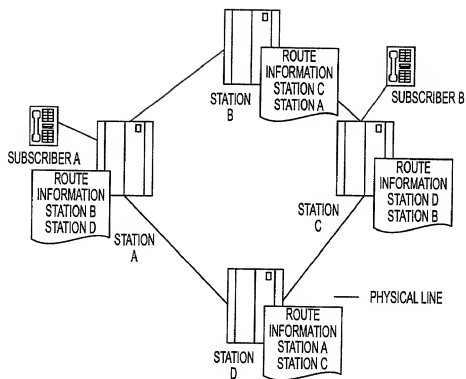 ROUTE
INFORMATION
STATION C
STATION A
STATION
B
SUBSCRIBER B
SUBSCRIBER A
ROUTE
INFORMATION
STATION B
STATION D
STATION
A
ROUTE
INFORMATION
STATION D
STATION B
STATION
C
PHYSICAL LINE
ROUTE
INFORMATION
STATION A
STATION C
STATION
D